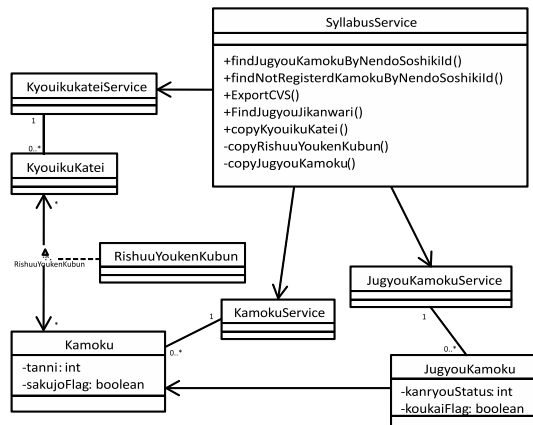 SyllabusService
+findJugyouKamokuByNendoSoshikiId()
+findNotRegisterdKamokuByNendoSoshikiId()
+ExportCVS()
+FindJugyouJikanwari()
+copyKyouikuKatei()
-copyRishuuYoukenKubun()
-copyJugyouKamoku()
KyouikukateiService
1
0..*
KyouikuKatei
*
RishuuYoukenKubun
RishuuYoukenKubun
*
Kamoku
-tanni: int
-sakujoFlag: boolean
1
0..*
KamokuService
JugyouKamokuService
1
0..*
JugyouKamoku
-kanryouStatus: int
-koukaiFlag: boolean